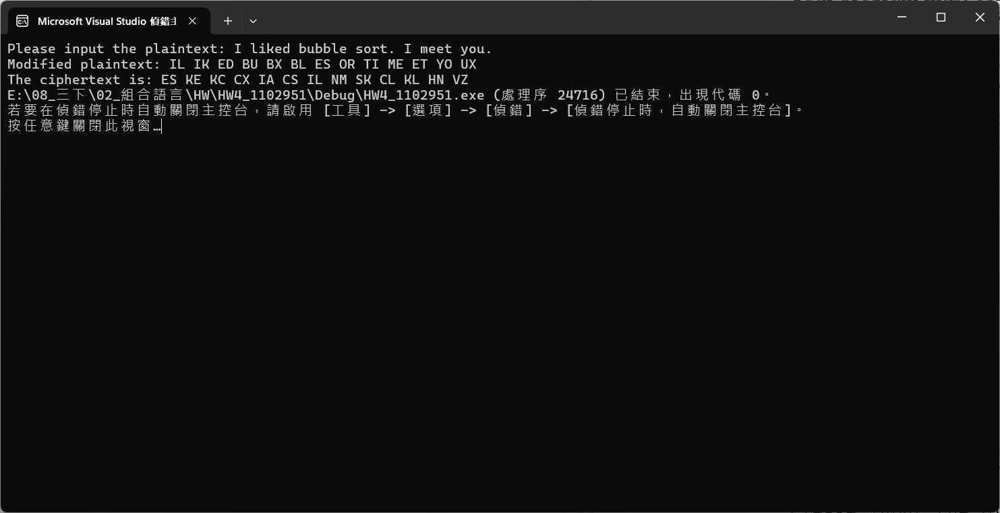 Microsoft Visual Studio 偵錯
Please input the plaintext: I liked bubble sort. I meet you.
Modified plaintext: IL IK ED BU BX BL ES OR TI ME ET YO UX
The ciphertext is: ES KE KC CX IA CS IL NM SK CL KL HN VZ
E:\08_三下\02_組合語言\HW\HW4_1102951\Debug\HW4_1102951.exe (處理序 24716) 已結束，出現代碼 0。
若要在偵錯停止時自動關閉主控台，請啟用 [工具] -> [選項] -> [偵錯] -> [偵錯停止時，自動關閉主控台]。
按任意鍵關閉此視窗…